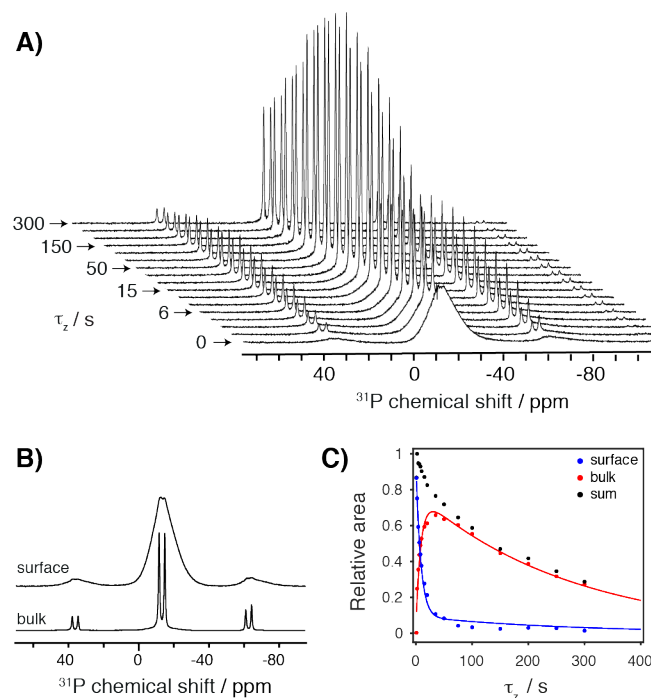 A)
300
150
50
15
6
0
τz / s
40 0 -40 -80
31P chemical shift / ppm
B)
surface
bulk
40 0 -40 -80
31P chemical shift / ppm
C)
surface
bulk
sum
1
0.8
0.6
0.4
0.2
0
Relative area
0 100 200 300 400
τz / s